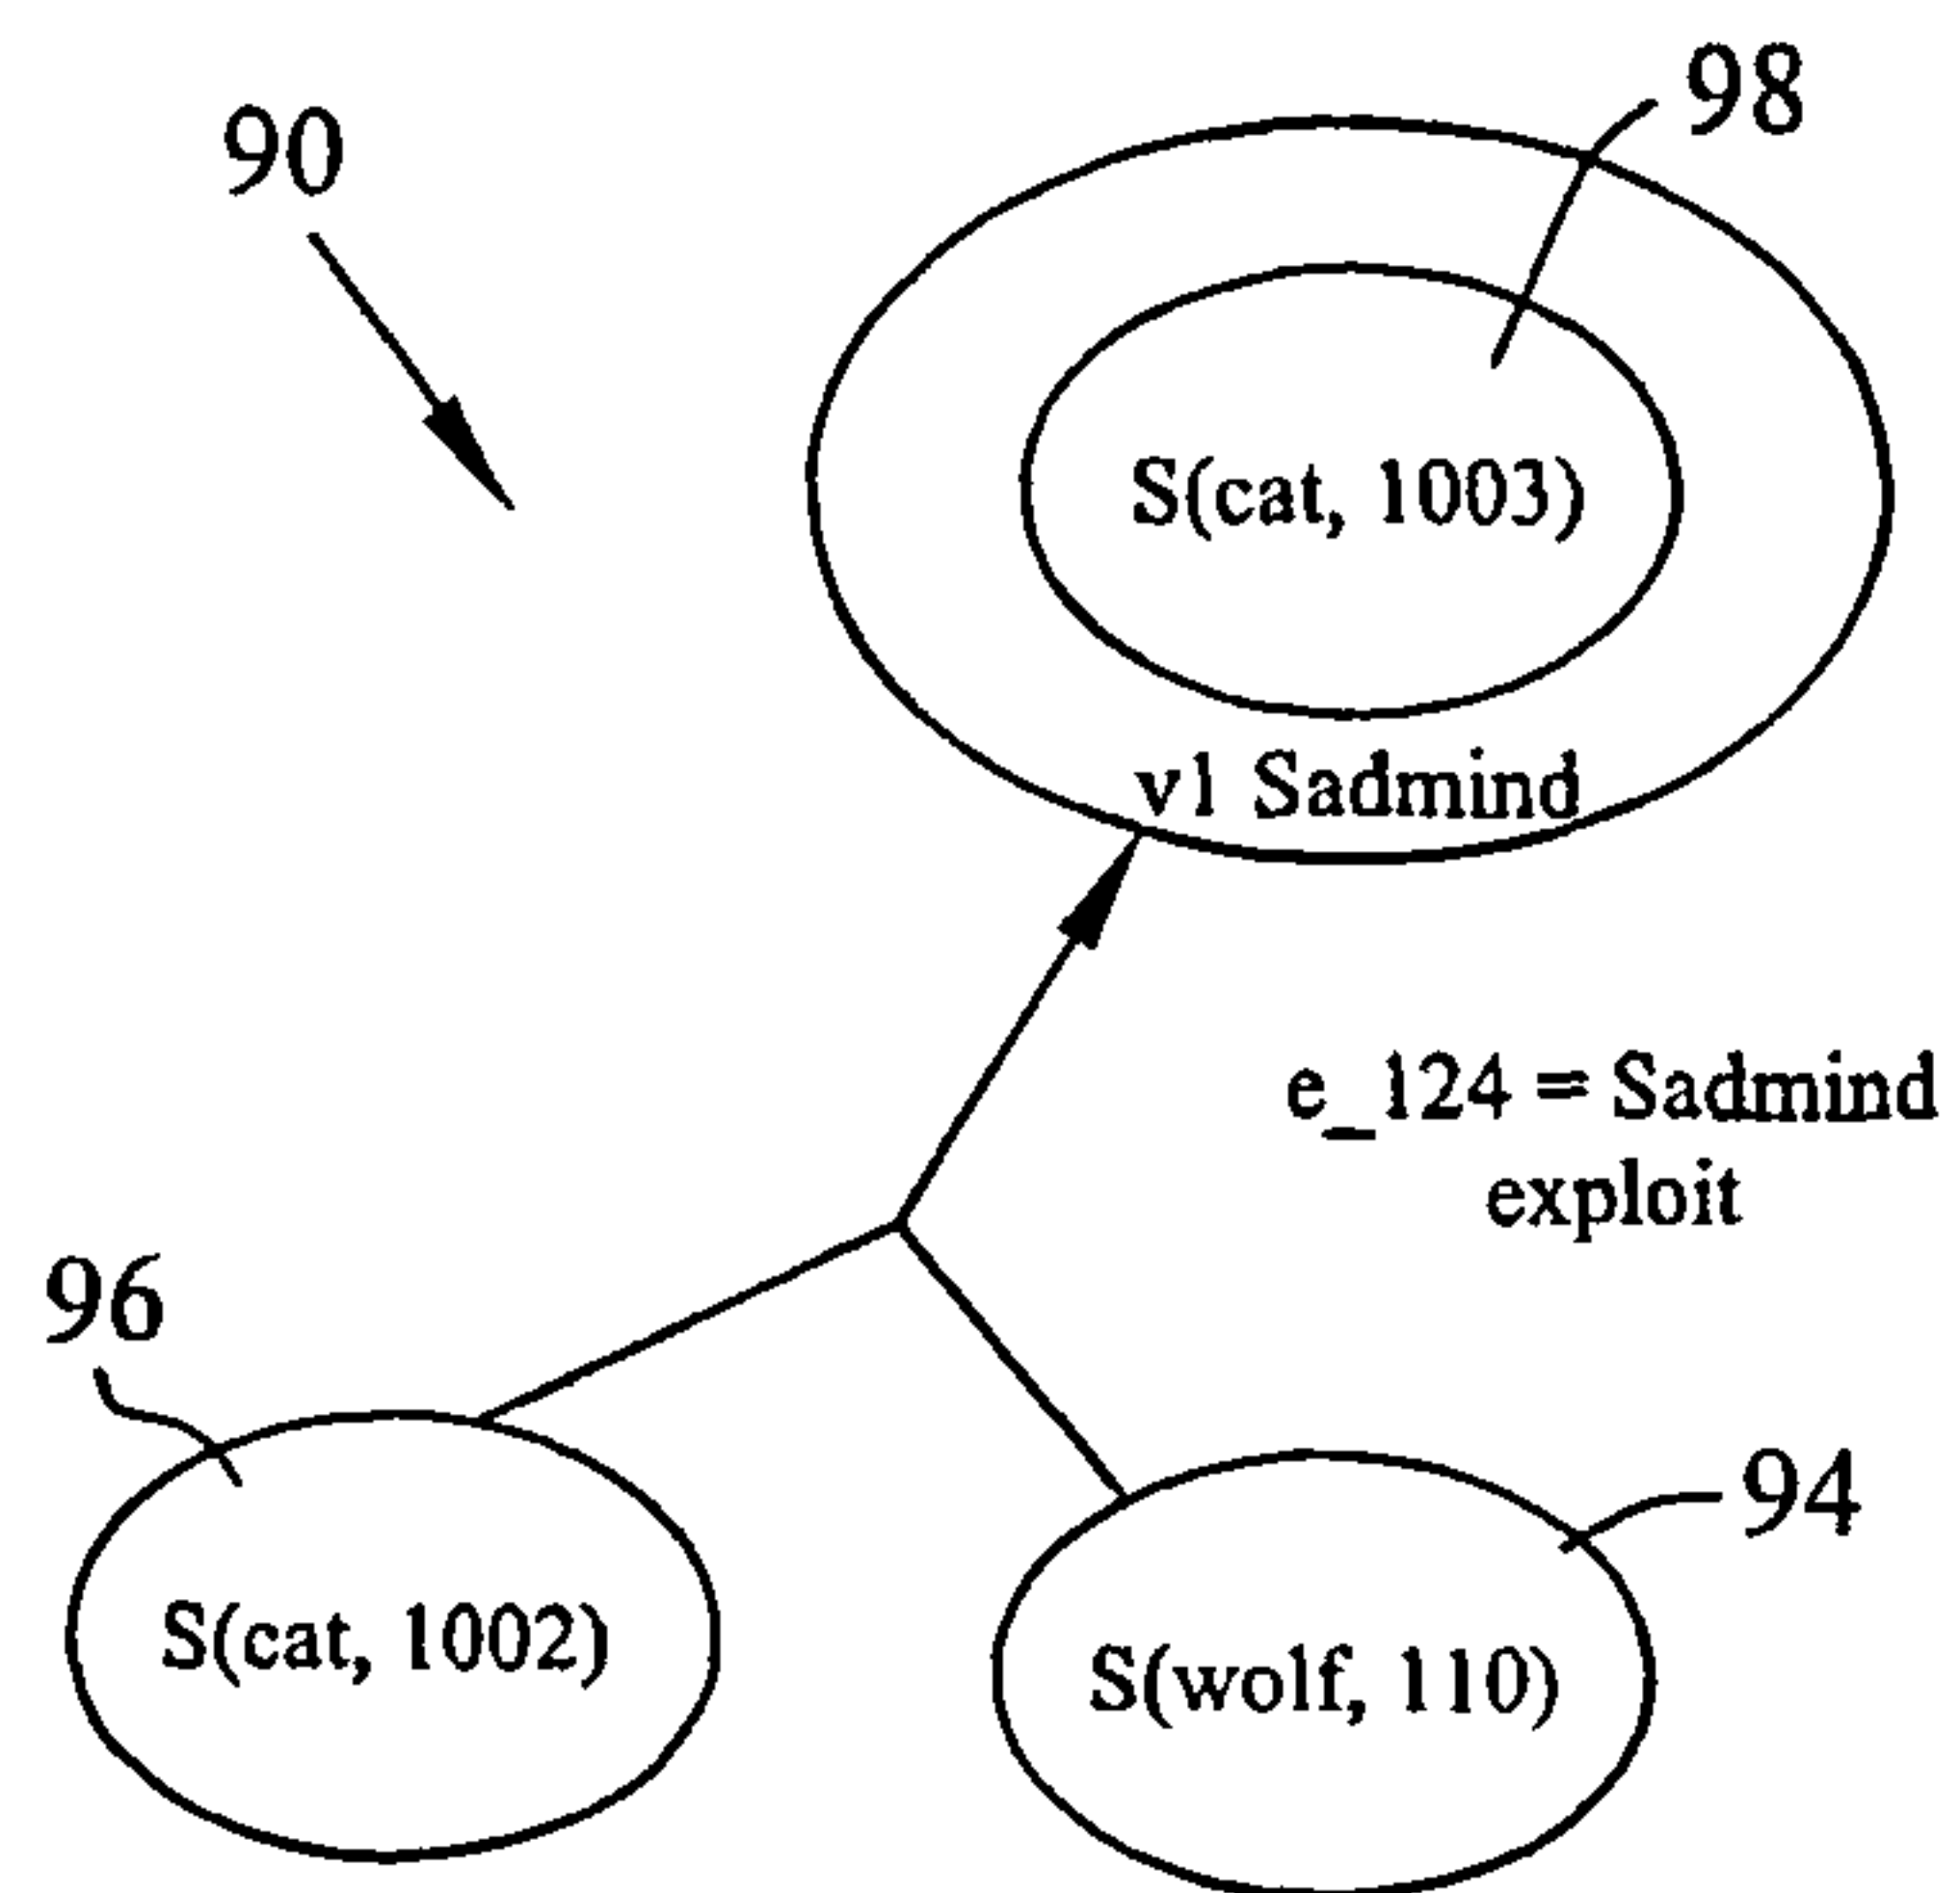 98
90
S(cat, 1003)
v1 Sadmind
e_124 = Sadmind
exploit
96
94
S(cat, 1002)
S(wolf, 110)